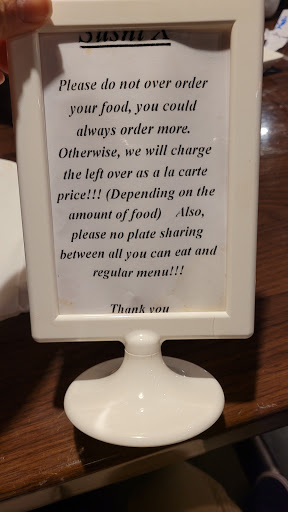 Sushi X
Please do not over order
your food, you could
always order more.
Otherwise, we will charge
the left over as a la carte
price!!! (Depending on the
amount of food) Also,
please no plate sharing
between all you can eat and
regular menu!!!
Thank you